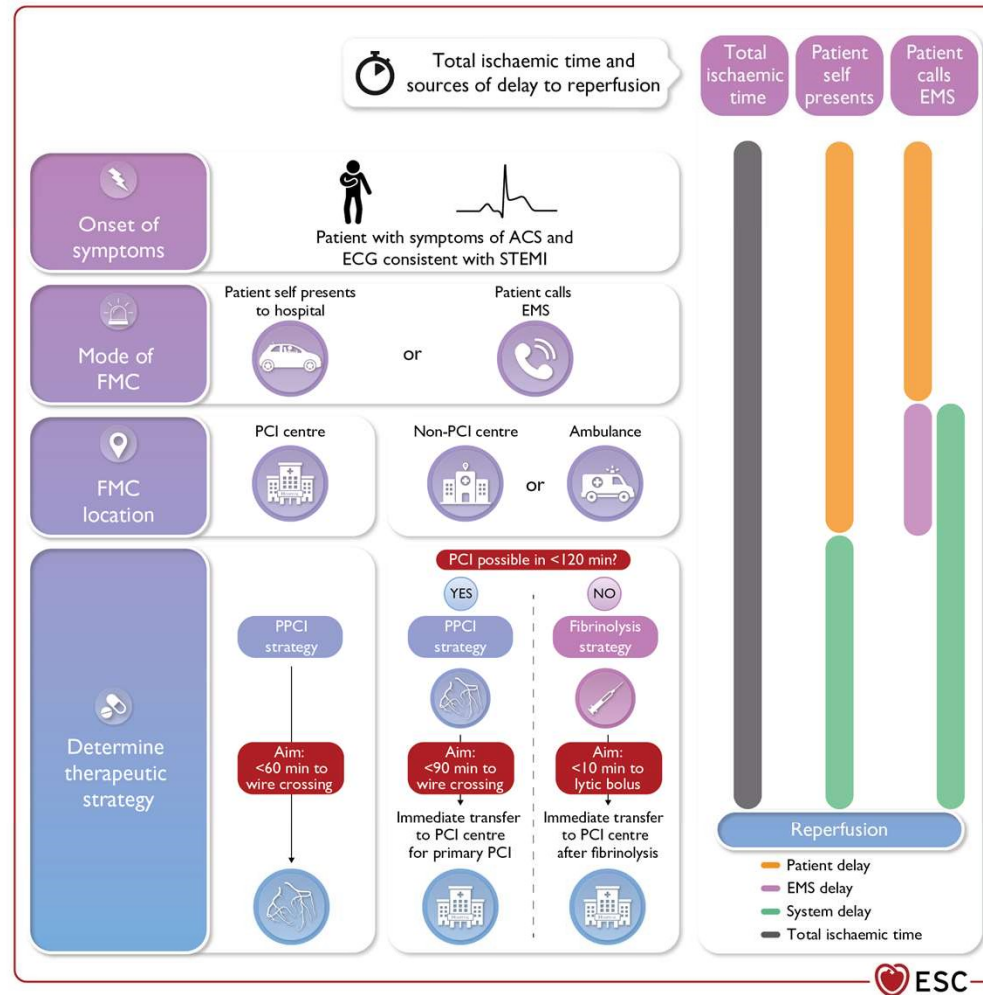 Total ischaemic time and
sources of delay to reperfusion
Total
ischaemic
time
Patient
self
presents
Patient
calls
EMS
Onset of
symptoms
Patient with symptoms of ACS and
ECG consistent with STEMI
Mode of
FMC
Patient self presents
to hospital
or
Patient calls
EMS
FMC
location
PCI centre
Non-PCI centre
or
Ambulance
Determine
therapeutic
strategy
PPCI
strategy
Aim:
<60 min to
wire crossing
PCI possible in <120 min?
YES
PPCI
strategy
Aim:
<90 min to
wire crossing
Immediate transfer
to PCI centre
for primary PCI
NO
Fibrinolysis
strategy
Aim:
<10 min to
lytic bolus
Immediate transfer
to PCI centre
after fibrinolysis
Reperfusion
Patient delay
EMS delay
System delay
Total ischaemic time
ESC